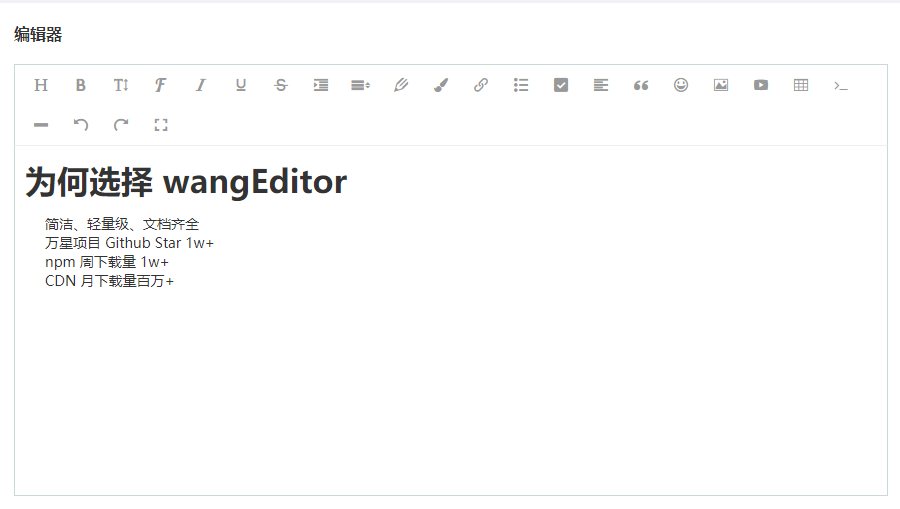 编辑器
为何选择 wangEditor
简洁、轻量级、文档齐全
万星项目 Github Star 1w+
npm 周下载量 1w+
CDN 月下载量百万+